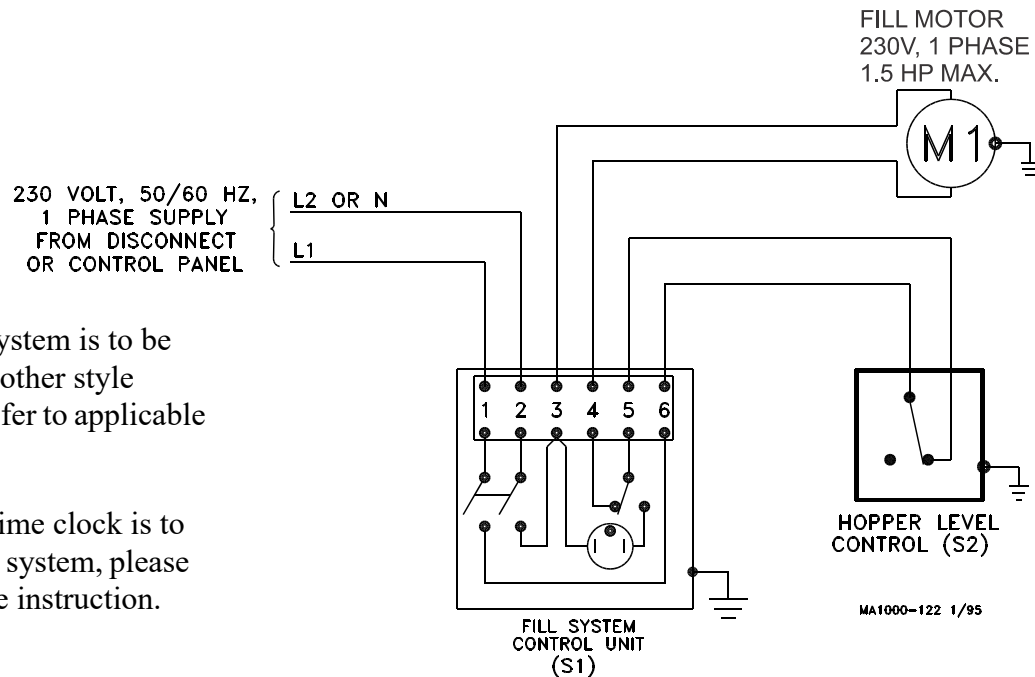 FILL MOTOR
230V, 1 PHASE
1.5 HP MAX.
M1
230 VOLT, 50/60 HZ,
1 PHASE SUPPLY
FROM DISCONNECT
OR CONTROL PANEL
L2 OR N
L1
ystem is to be
other style
fer to applicable
ime clock is to
system, please
e instruction.
1 2 3 4 5 6
HOPPER LEVEL
CONTROL (S2)
MA1000-122 1/95
FILL SYSTEM
CONTROL UNIT
(S1)